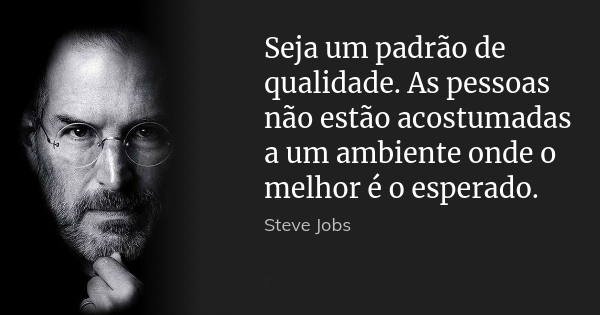 Seja um padrão de
qualidade. As pessoas
não estão acostumadas
a um ambiente onde o
melhor é o esperado.
Steve Jobs